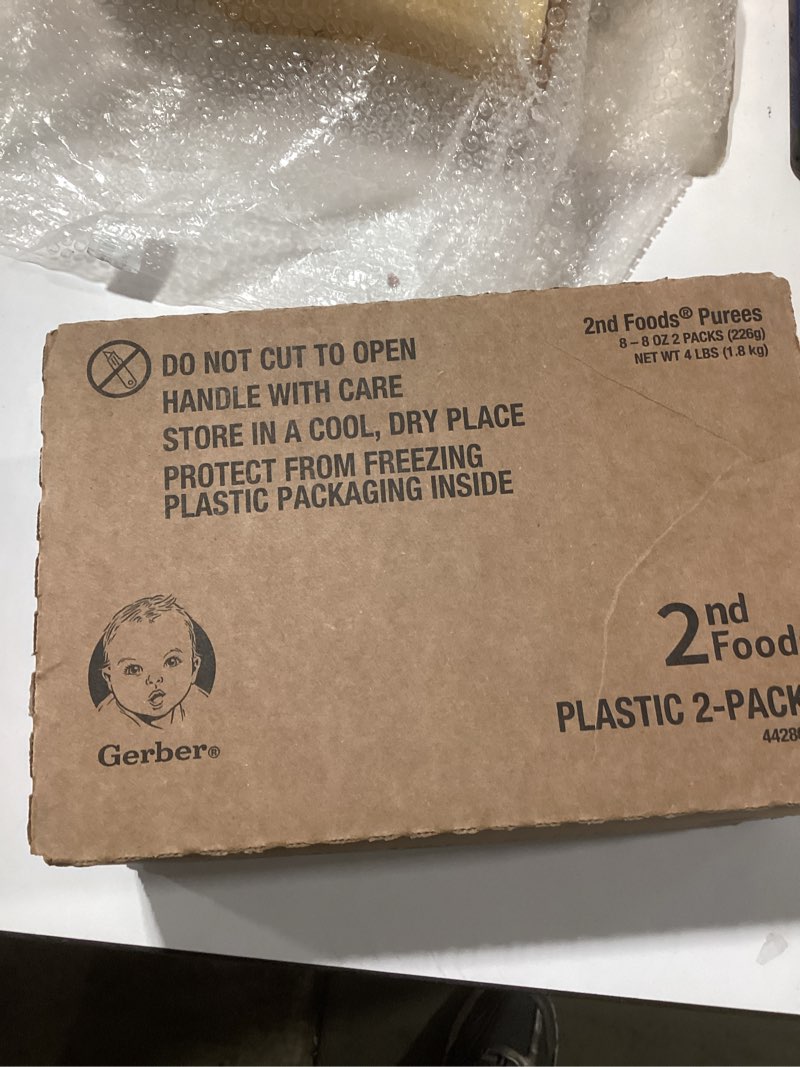 DO NOT CUT TO OPEN
HANDLE WITH CARE
STORE IN A COOL, DRY PLACE
PROTECT FROM FREEZING
PLASTIC PACKAGING INSIDE
2nd Foods® Purees
8 – 8 OZ 2 PACKS (226g)
NET WT 4 LBS (1.8 kg)
Gerber®
2nd
Food
PLASTIC 2-PACK